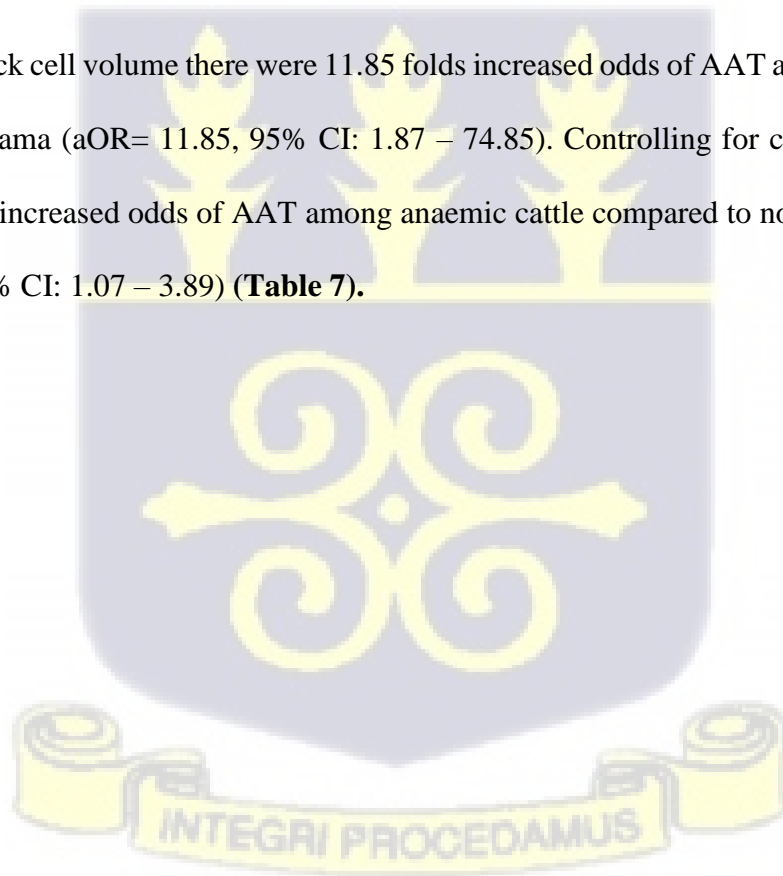 ck cell volume there were 11.85 folds increased odds of AAT a
ama (aOR= 11.85, 95% CI: 1.87 – 74.85). Controlling for c
increased odds of AAT among anaemic cattle compared to no
% CI: 1.07 – 3.89) (Table 7).
INTEGRI PROCEDAMUS